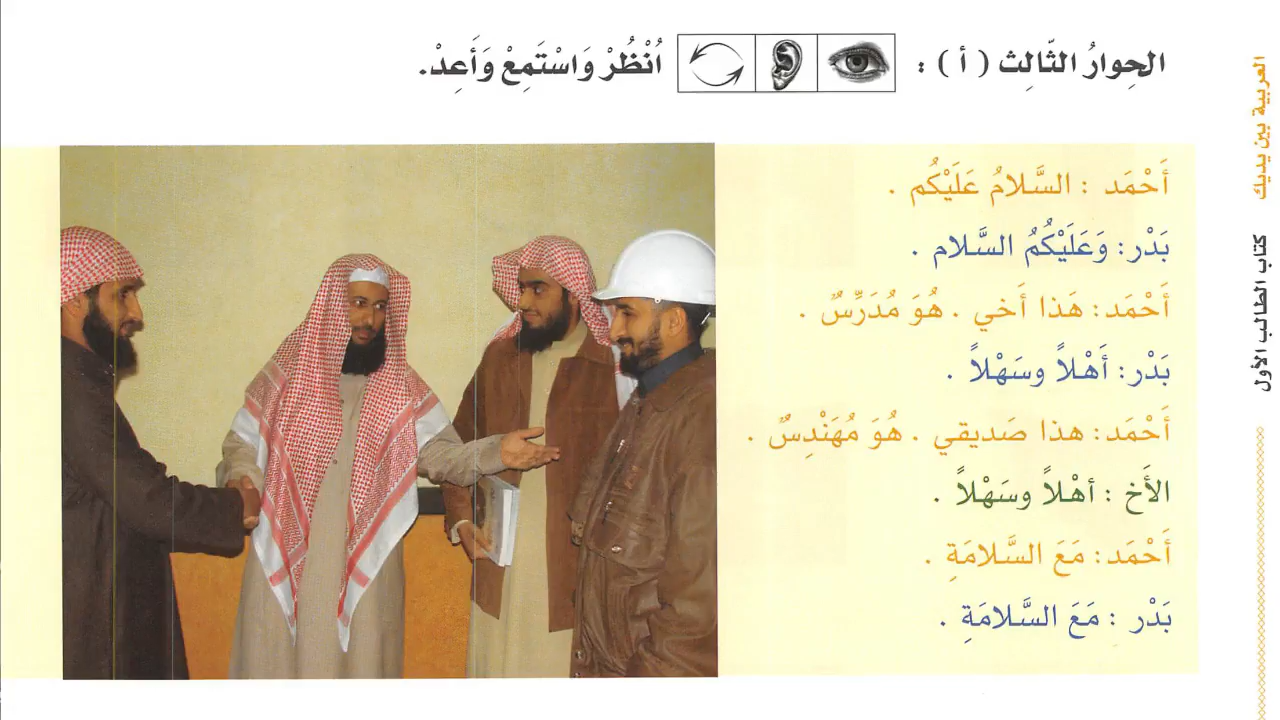 الحِوارُ الثّالِث ( أ ) : اُنْظُرْ وَاسْتَمِعْ وَأَعِدْ.
أَحْمَد : السَّلامُ عَلَيْكُم .
بَدْر: وَعَلَيْكُمُ السَّلام .
أَحْمَد: هَذا أَخي . هُوَ مُدَرِّسٌ .
بَدْر: أَهْلاً وسَهْلاً .
أَحْمَد: هذا صَديقي . هُوَ مُهَنْدِسٌ .
الأَخ : أهْلاً وسَهْلاً .
أَحْمَد: مَعَ السَّلامَةِ .
بَدْر : مَعَ السَّلامَةِ .
العربية بين يديك كتاب الطالب الأول